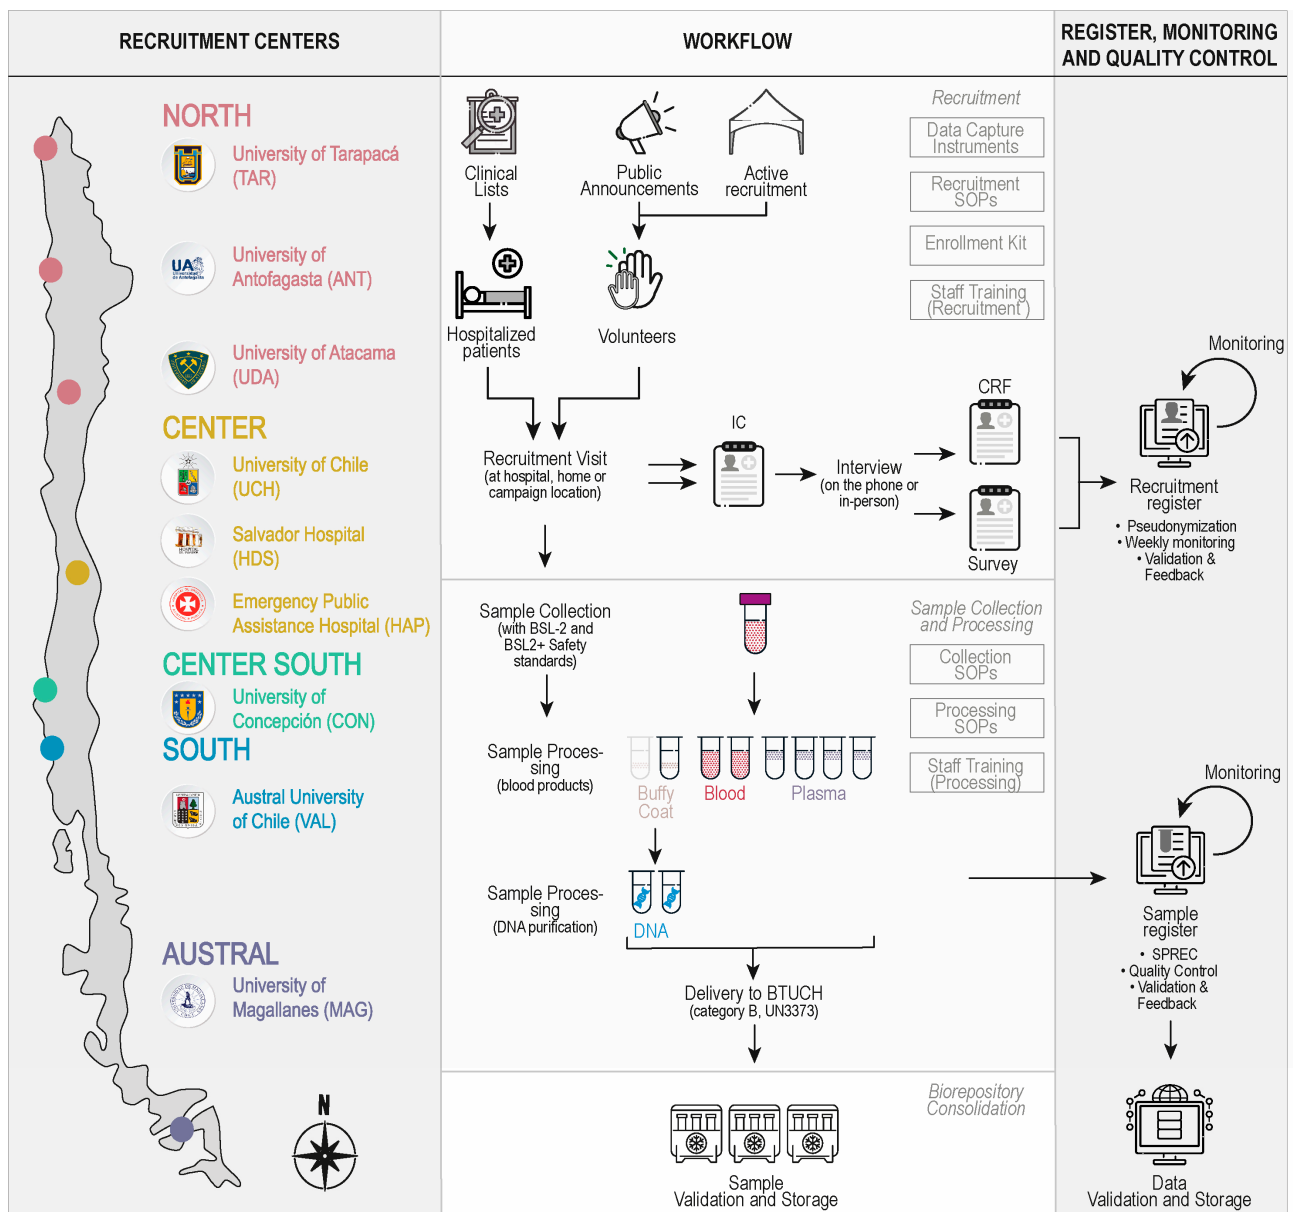 RECRUITMENT CENTERS
WORKFLOW
REGISTER, MONITORING
AND QUALITY CONTROL
NORTH
University of Tarapacá
(TAR)
UA
University of
Antofagasta (ANT)
University of Atacama
(UDA)
CENTER
University of Chile
(UCH)
Salvador Hospital
(HDS)
Emergency Public
Assistance Hospital (HAP)
CENTER SOUTH
University of
Concepción (CON)
SOUTH
Austral University
of Chile (VAL)
AUSTRAL
University of
Magallanes (MAG)
N
Clinical
Lists
Public
Announcements
Active
recruitment
Hospitalized
patients
Volunteers
Recruitment Visit
(at hospital, home or
campaign location)
IC
Interview
(on the phone or
in-person)
CRF
Survey
Recruitment
Data Capture
Instruments
Recruitment
SOPs
Enrollment Kit
Staff Training
(Recruitment )
Sample Collection
(with BSL-2 and
BSL2+ Safety
standards)
Sample Proces-
sing
(blood products)
Buffy
Coat
Blood
Plasma
Sample Proces-
sing
(DNA purification)
DNA
Delivery to BTUCH
(category B, UN3373)
Sample Collection
and Processing
Collection
SOPs
Processing
SOPs
Staff Training
(Processing)
Biorepository
Consolidation
Sample
Validation and Storage
Monitoring
Recruitment
register
• Pseudonymization
• Weekly monitoring
• Validation &
Feedback
Monitoring
Sample
register
• SPREC
• Quality Control
• Validation &
Feedback
Data
Validation and Storage